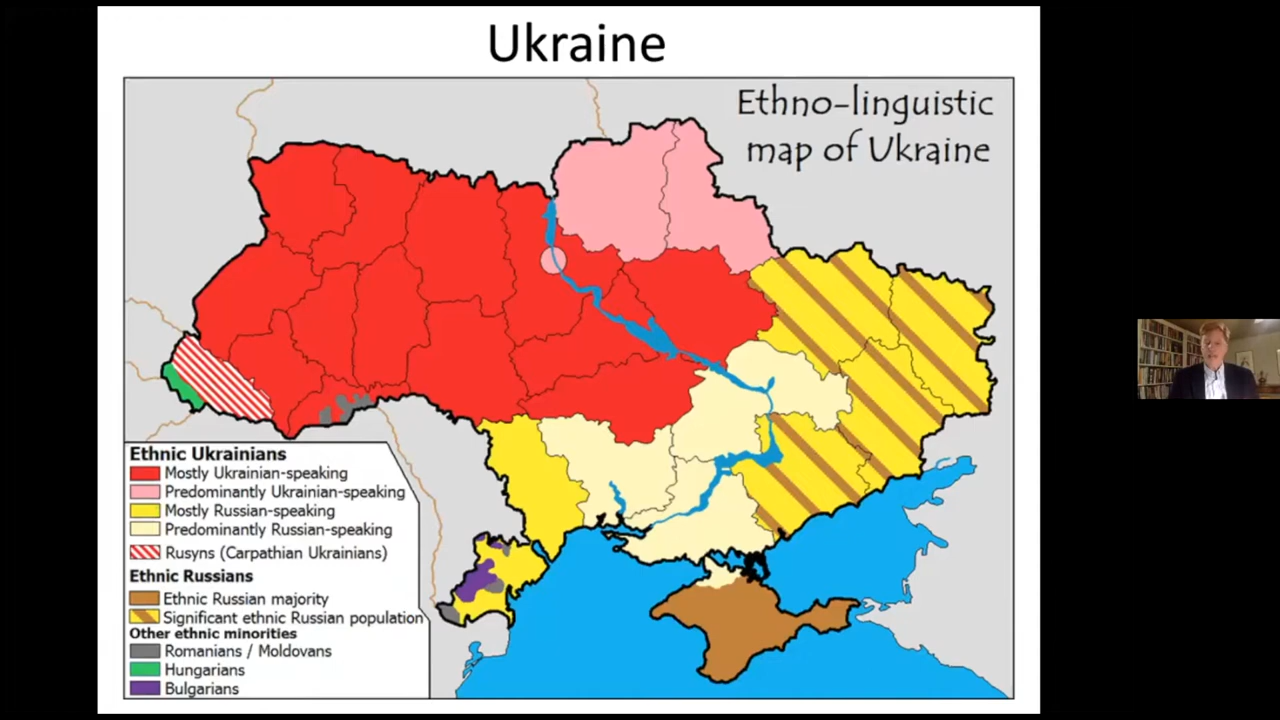 Ukraine
Ethno-linguistic
map of Ukraine
Ethnic Ukrainians
Mostly Ukrainian-speaking
Predominantly Ukrainian-speaking
Mostly Russian-speaking
Predominantly Russian-speaking
Rusyns (Carpathian Ukrainians)
Ethnic Russians
Ethnic Russian majority
Significant ethnic Russian population
Other ethnic minorities
Romanians / Moldovans
Hungarians
Bulgarians